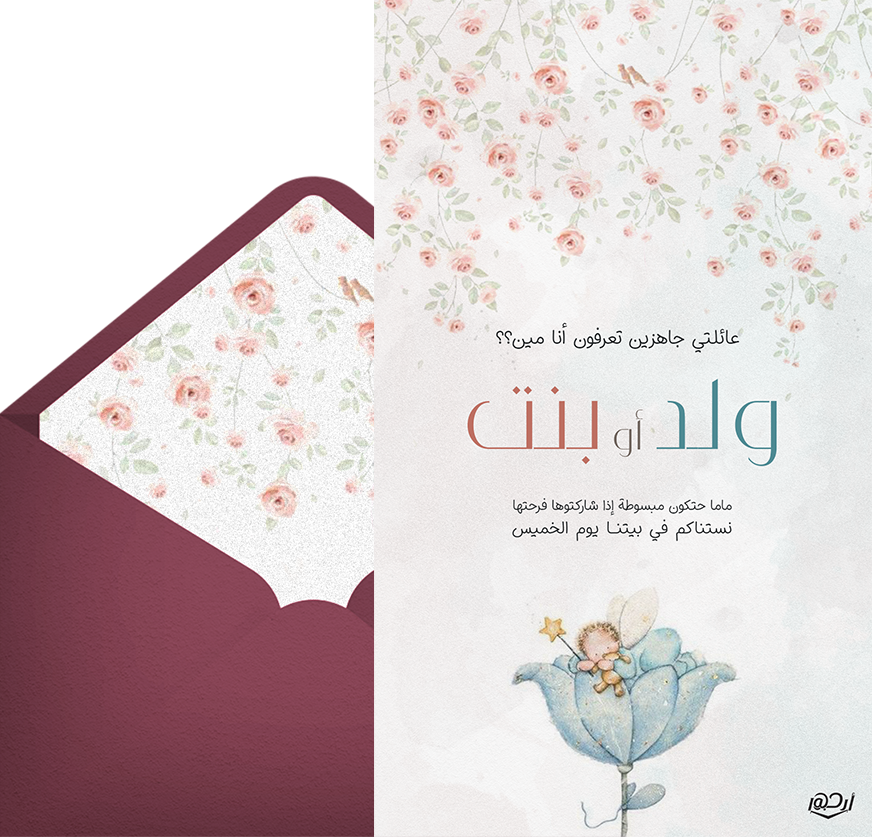 عائلتي جاهزين تعرفون أنا مين؟؟
ولد أو بنت
ماما حتكون مبسوطة إذا شاركتوها فرحتها
نستناكم في بيتنا يوم الخميس